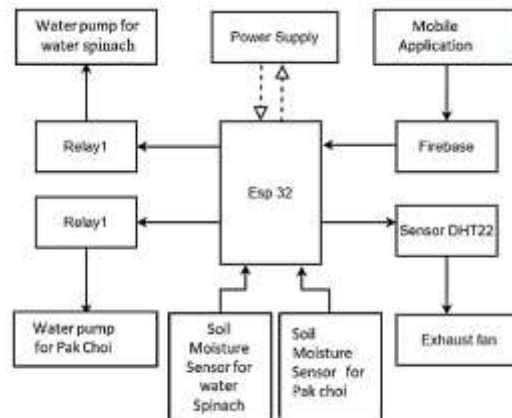 Water pump for
water spinach
Power Supply
Mobile
Application
Relay1
Esp 32
Firebase
Relay1
Sensor DHT22
Water pump
for Pak Choi
Soil
Moisture
Sensor for
water
Spinach
Soil
Moisture
Sensor for
Pak choi
Exhaust fan